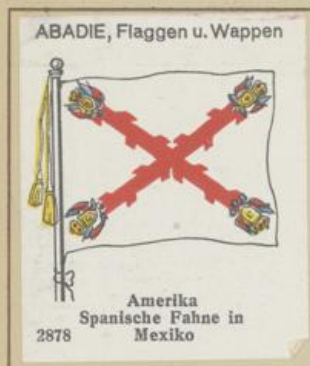 ABADIE, Flaggen u. Wappen
Amerika
Spanische Fahne in
2878 Mexiko